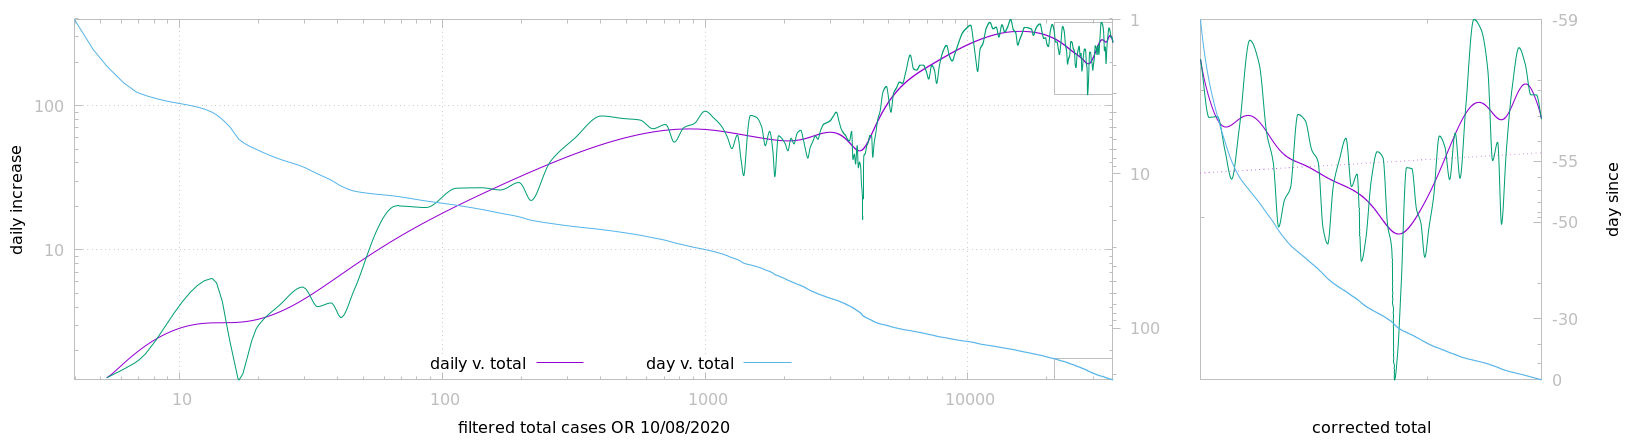 daily increase
100
10
10
100
1000
10000
filtered total cases OR 10/08/2020
daily v. total
day v. total
1
10
100
corrected total
-59
-55
-50
-30
0
day since